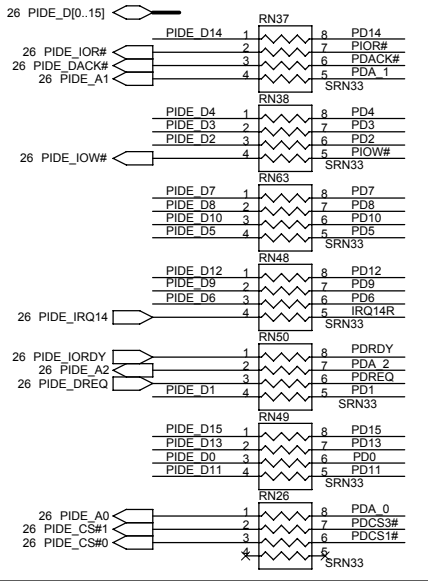 26 PIDE_D[0..15]
RN37
PIDE_D14 1 8 PD14
26 PIDE_IOR# 2 7 PIOR#
26 PIDE_DACK# 3 6 PDACK#
26 PIDE_A1 4 5 PDA_1
SRN33
RN38
PIDE_D4 1 8 PD4
PIDE_D3 2 7 PD3
PIDE_D2 3 6 PD2
26 PIDE_IOW# 4 5 PIOW#
SRN33
RN63
PIDE_D7 1 8 PD7
PIDE_D8 2 7 PD8
PIDE_D10 3 6 PD10
PIDE_D5 4 5 PD5
SRN33
RN48
PIDE_D12 1 8 PD12
PIDE_D9 2 7 PD9
PIDE_D6 3 6 PD6
26 PIDE_IRQ14 4 5 IRQ14R
SRN33
RN50
26 PIDE_IORDY 1 8 PDRDY
26 PIDE_A2 2 7 PDA_2
26 PIDE_DREQ 3 6 PDREQ
PIDE_D1 4 5 PD1
SRN33
RN49
PIDE_D15 1 8 PD15
PIDE_D13 2 7 PD13
PIDE_D0 3 6 PD0
PIDE_D11 4 5 PD11
SRN33
RN26
26 PIDE_A0 1 8 PDA_0
26 PIDE_CS#1 2 7 PDCS3#
26 PIDE_CS#0 3 6 PDCS1#
4 5
SRN33